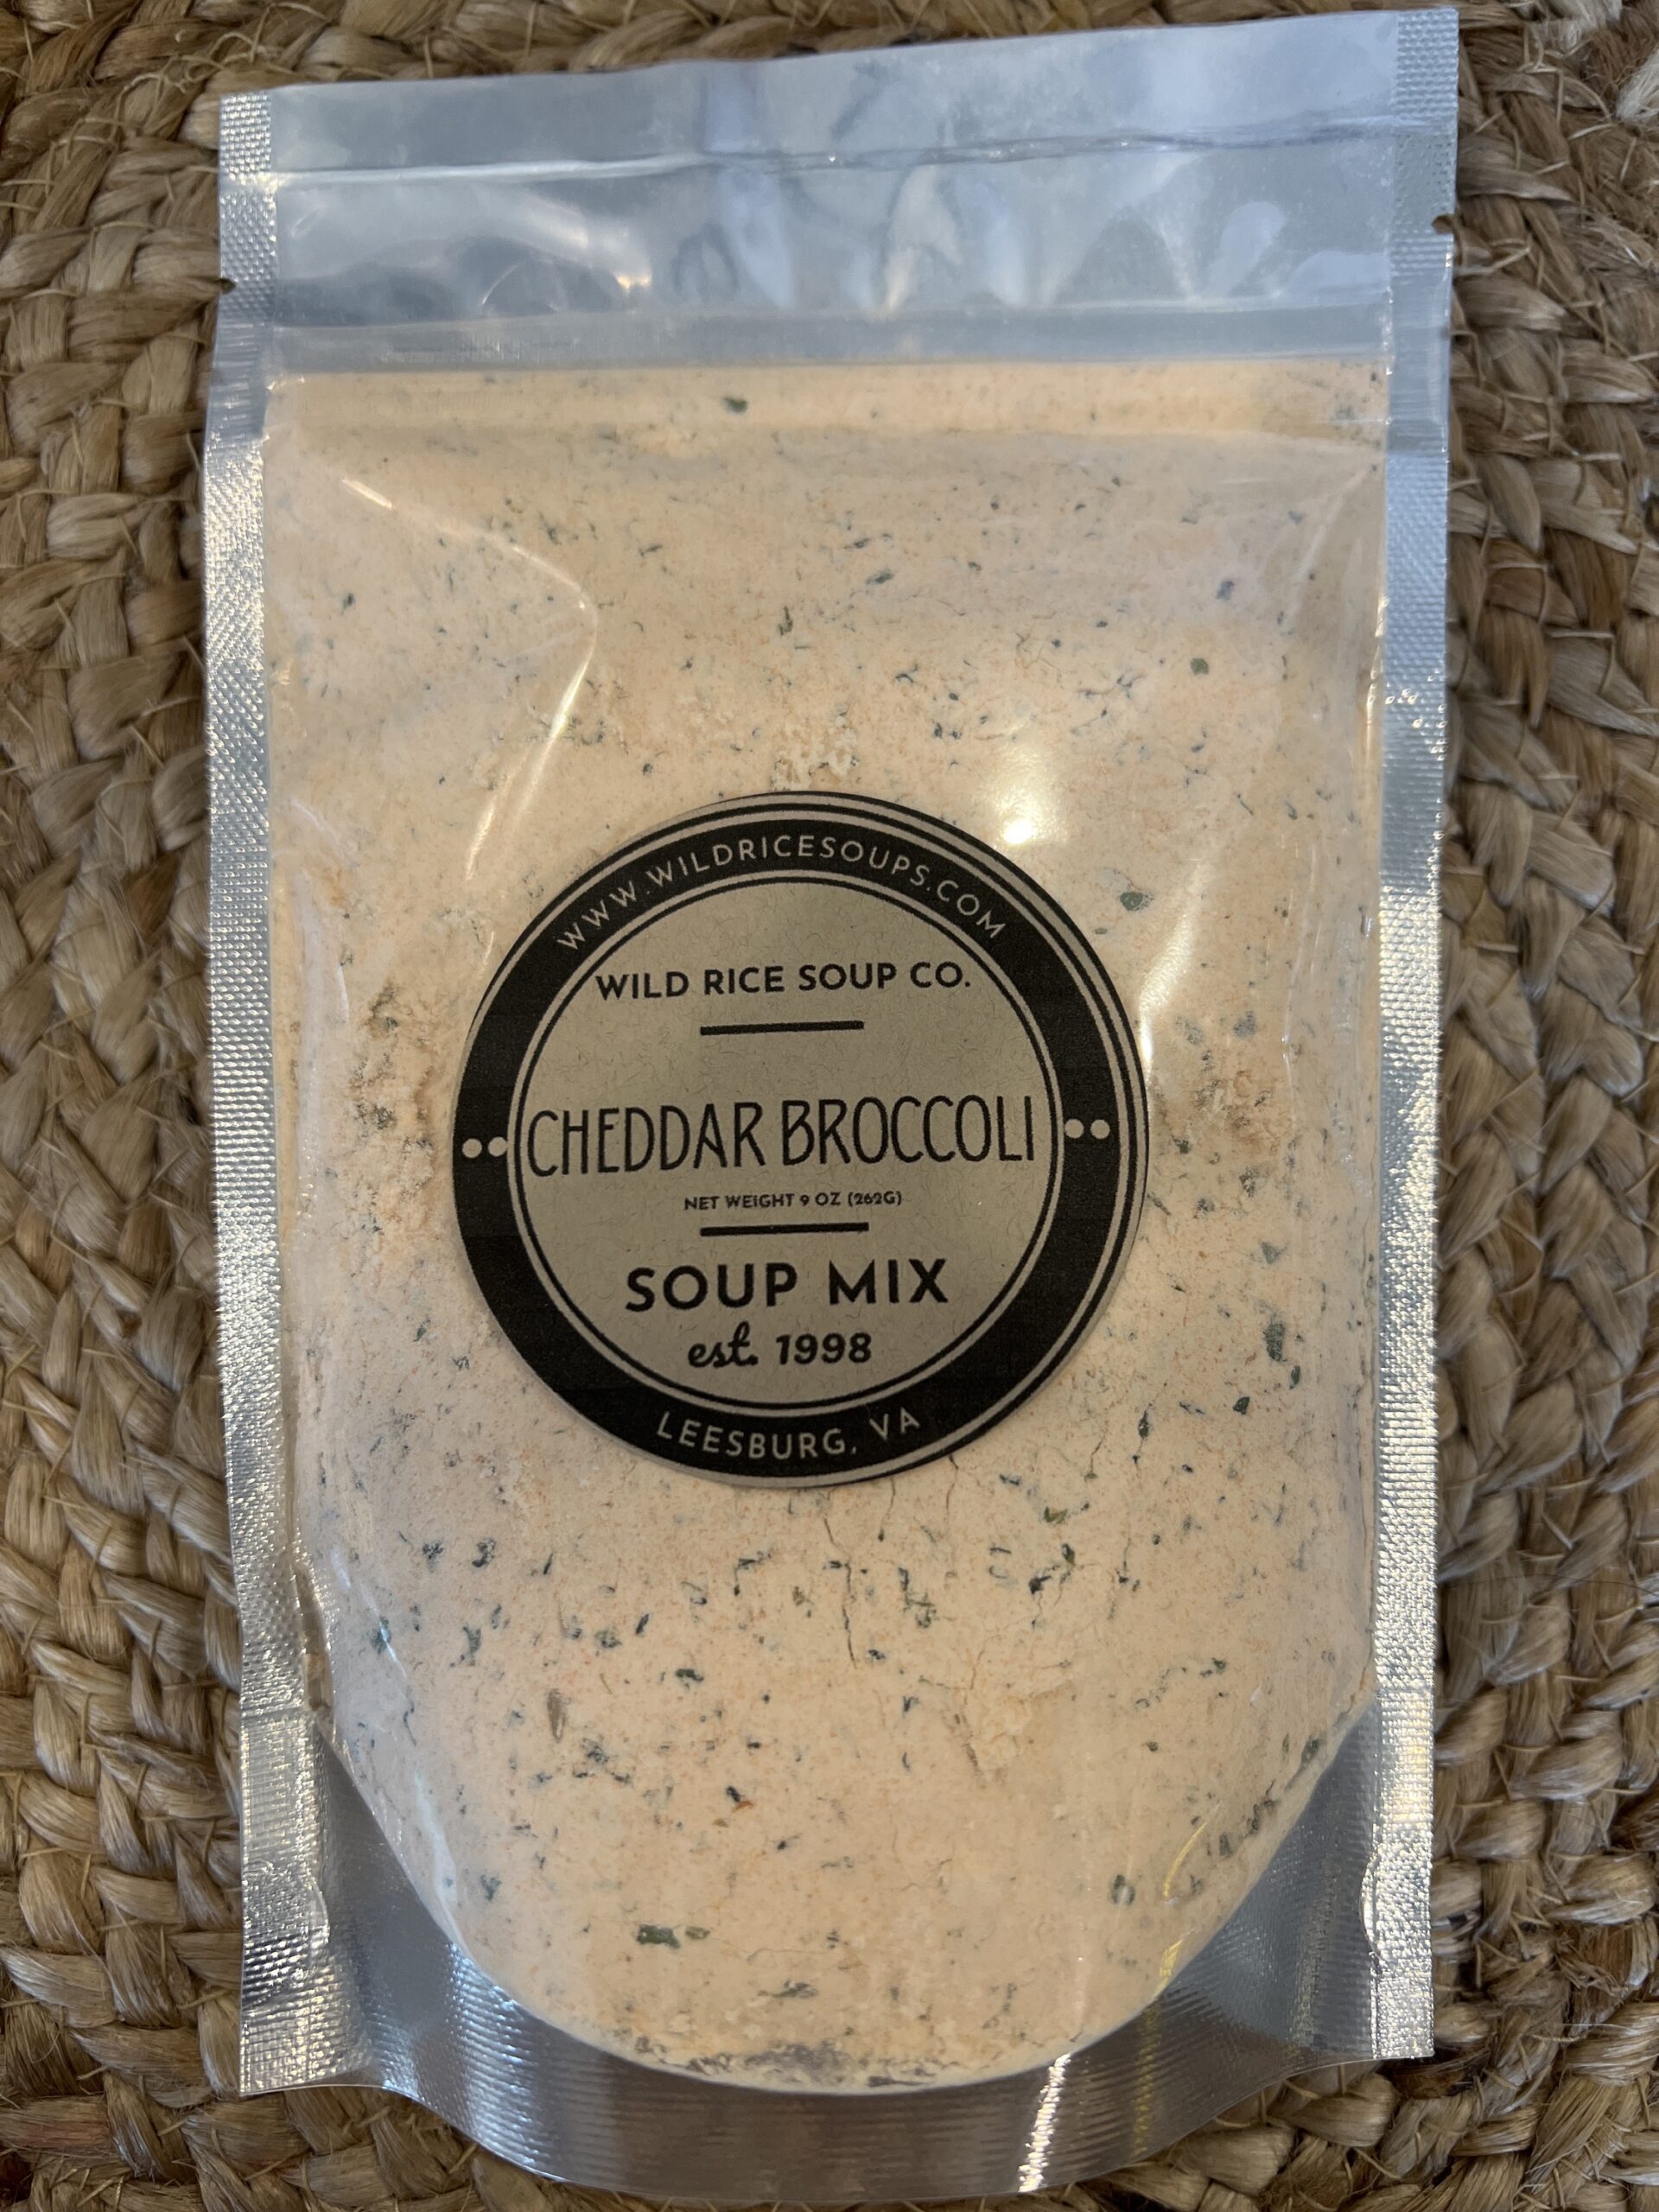 WWW.WILDRICESOUPS.COM
WILD RICE SOUP CO.
CHEDDAR BROCCOLI
NET WEIGHT 9 OZ (262G)
SOUP MIX
est. 1998
LEESBURG, VA